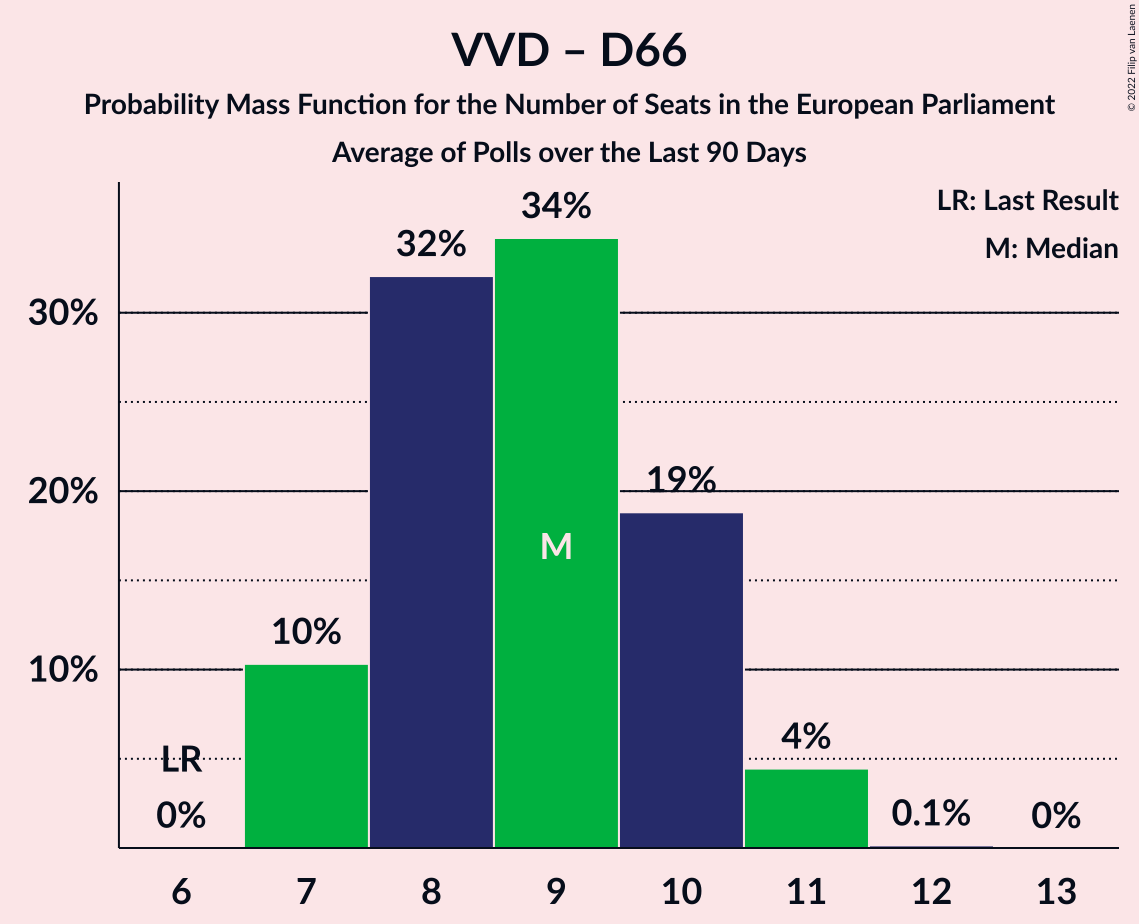 VVD – D66
Probability Mass Function for the Number of Seats in the European Parliament
Average of Polls over the Last 90 Days
© 2022 Filip van Laenen
LR: Last Result
M: Median
34%
32%
30%
20%
19%
M
10%
10%
LR
4%
0%
0.1%
0%
6 7 8 9 10 11 12 13